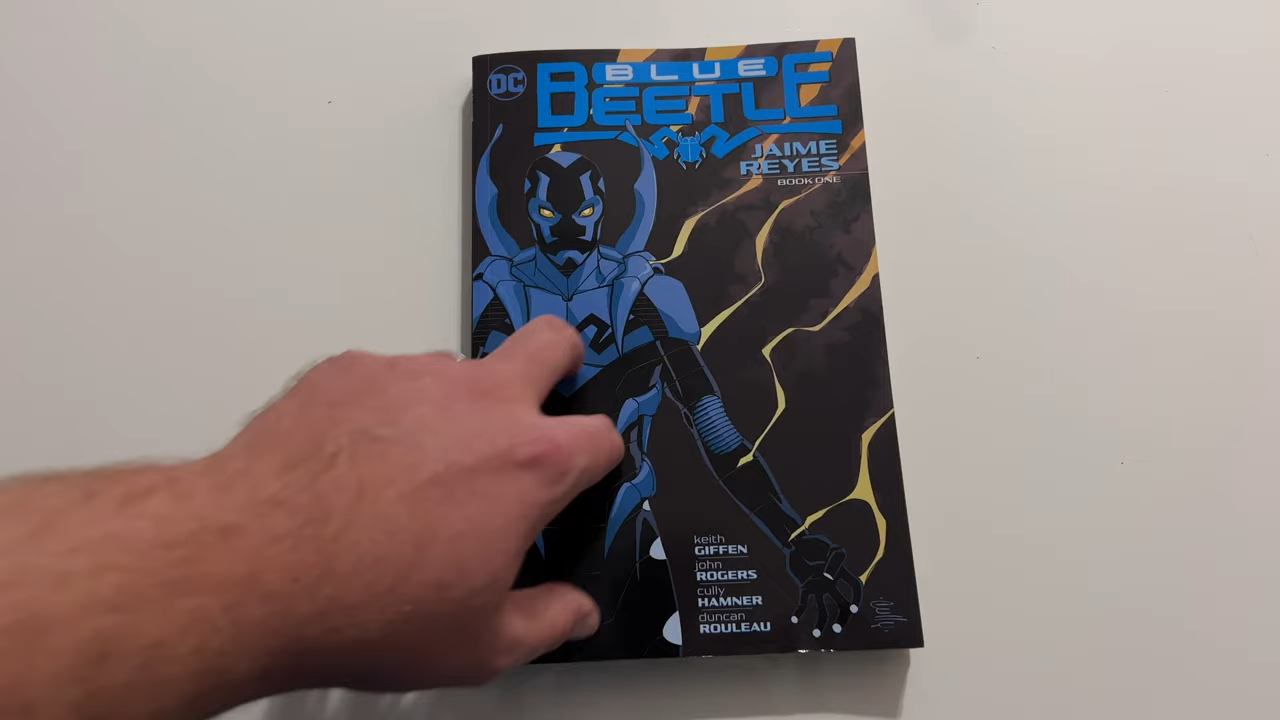 DC
BLUE
BEETLE
JAIME
REYES
BOOK ONE
keith
GIFFEN
john
ROGERS
cully
HAMNER
duncan
ROULEAU